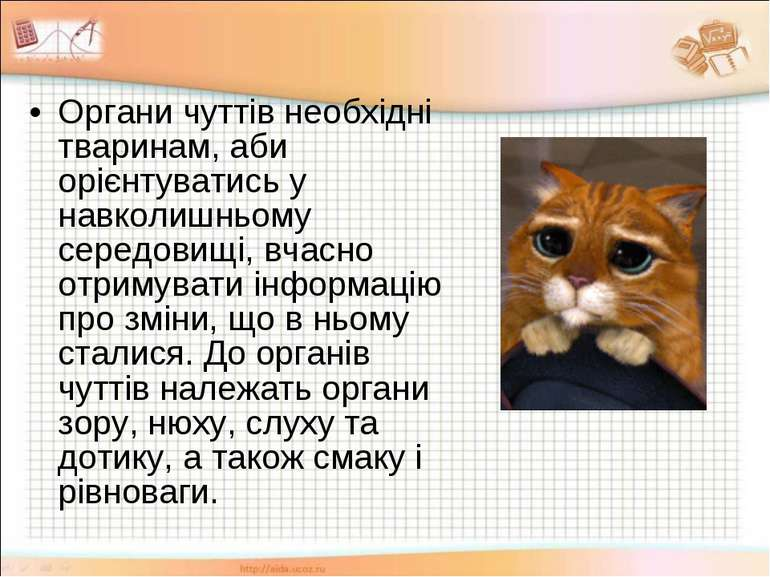 • Органи чуттів необхідні
тваринам, аби
орієнтуватись у
навколишньому
середовищі, вчасно
отримувати інформацію
про зміни, що в ньому
сталися. До органів
чуттів належать органи
зору, нюху, слуху та
дотику, а також смаку і
рівноваги.
http://aida.ucoz.ru